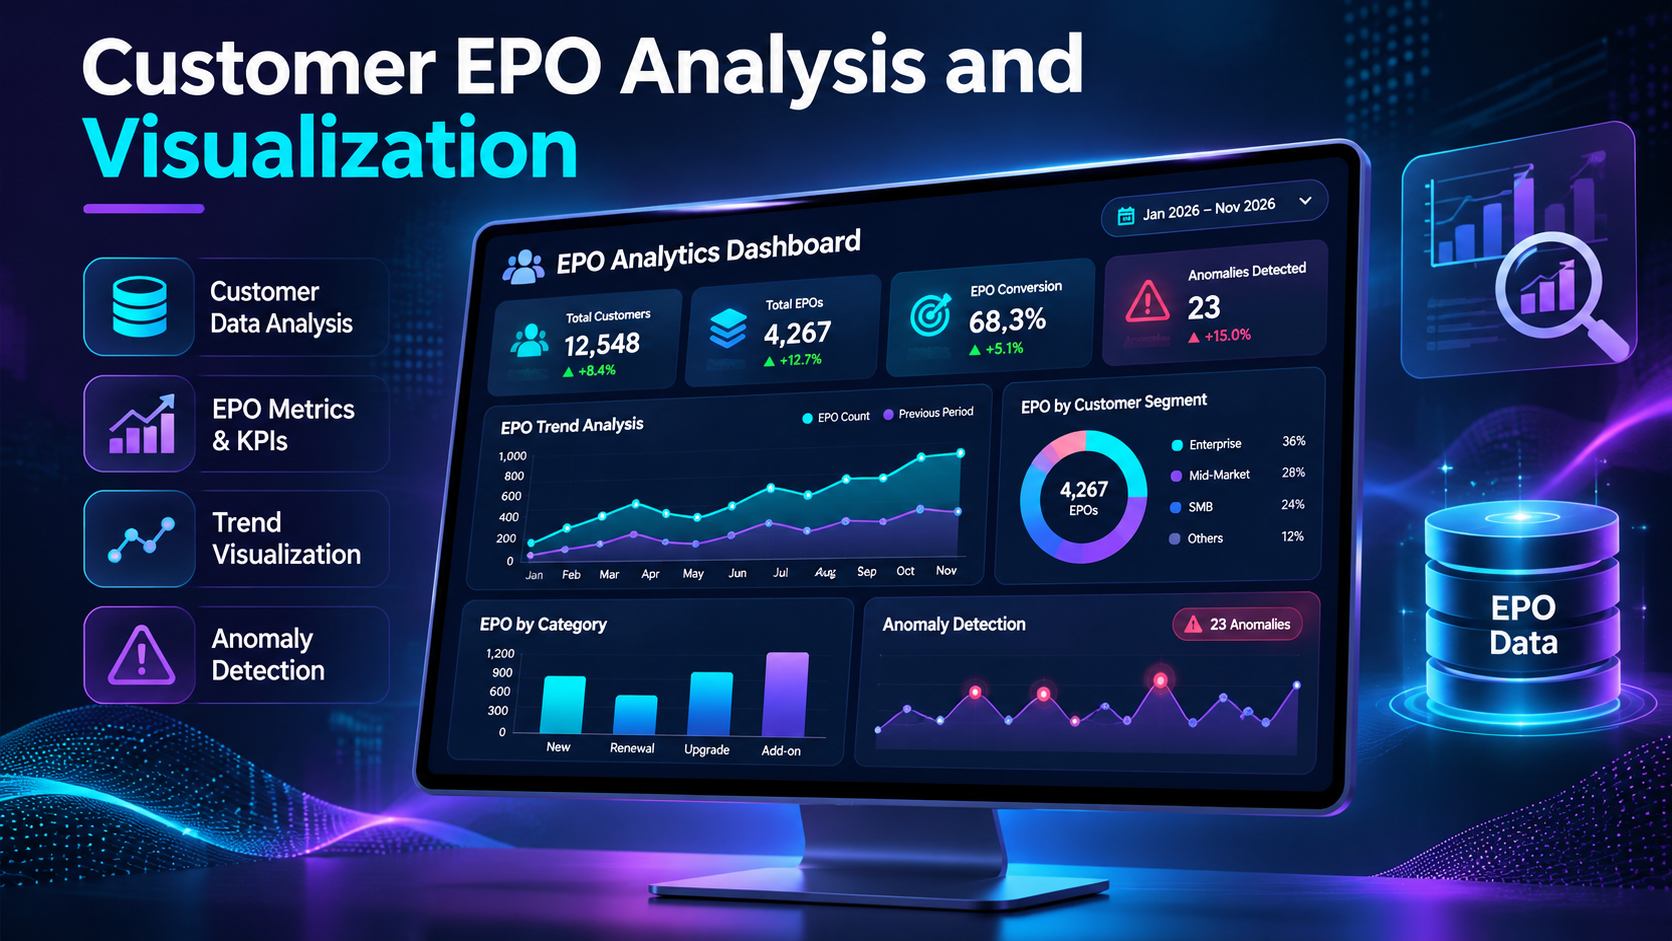 Customer EPO Analysis and
Visualization
Customer
Data Analysis
EPO Metrics
& KPIs
Trend
Visualization
Anomaly
Detection
EPO Analytics Dashboard
Jan 2026 – Nov 2026
Total Customers
12,548
▲ +8.4%
Total EPOs
4,267
▲ +12.7%
EPO Conversion
68,3%
▲ +5.1%
Anomalies Detected
23
▲ +15.0%
EPO Trend Analysis
EPO Count
Previous Period
1,000
800
600
400
200
0
Jan Feb Mar Apr May Jun Jul Aug Sep Oct Nov
EPO by Customer Segment
4,267
EPOs
Enterprise 36%
Mid-Market 28%
SMB 24%
Others 12%
EPO by Category
1,200
900
600
300
0
New Renewal Upgrade Add-on
Anomaly Detection
23 Anomalies
EPO
Data